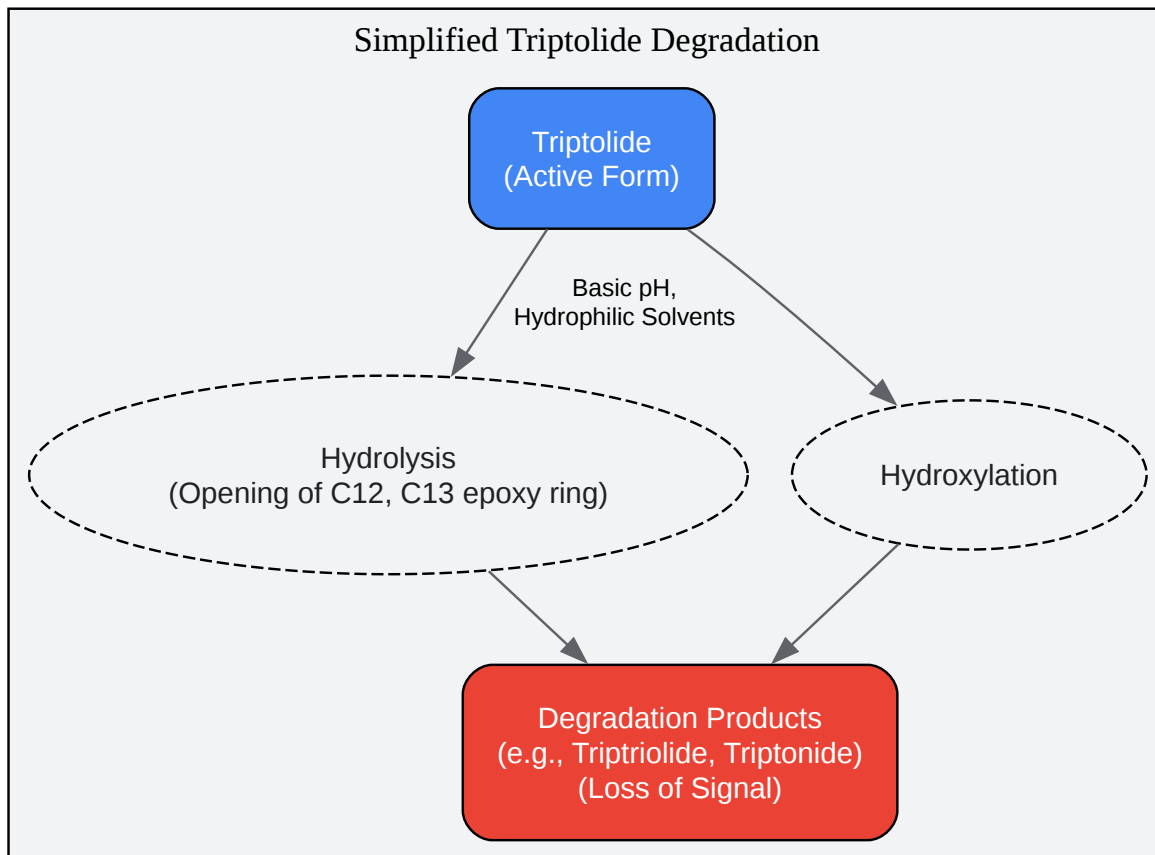 Simplified Triptolide Degradation
Triptolide
(Active Form)
Basic pH,
Hydrophilic Solvents
Hydrolysis
(Opening of C12, C13 epoxy ring)
Hydroxylation
Degradation Products
(e.g., Triptriolide, Triptonide)
(Loss of Signal)